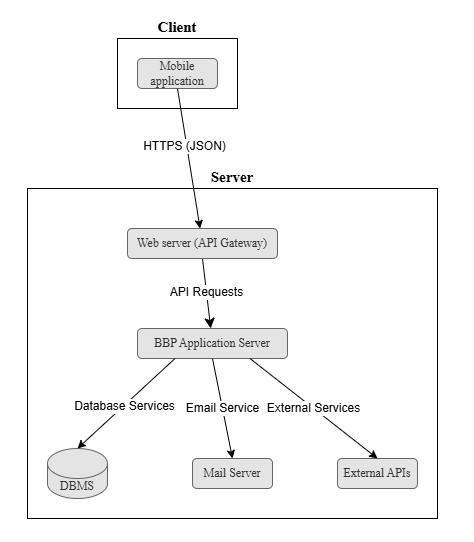 Client
Mobile
application
HTTPS (JSON)
Server
Web server (API Gateway)
API Requests
BBP Application Server
Database Services
Email Service
External Services
DBMS
Mail Server
External APIs